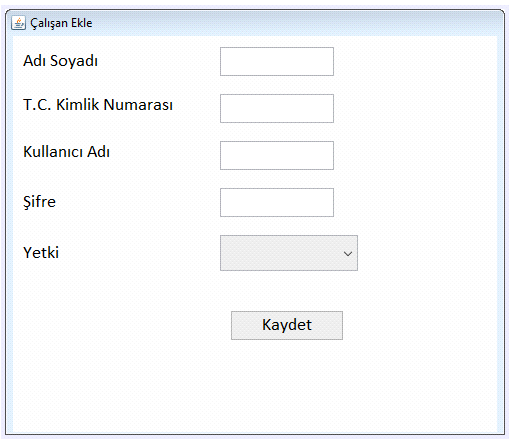 Çalışan Ekle
Adı Soyadı
T.C. Kimlik Numarası
Kullanıcı Adı
Şifre
Yetki
Kaydet